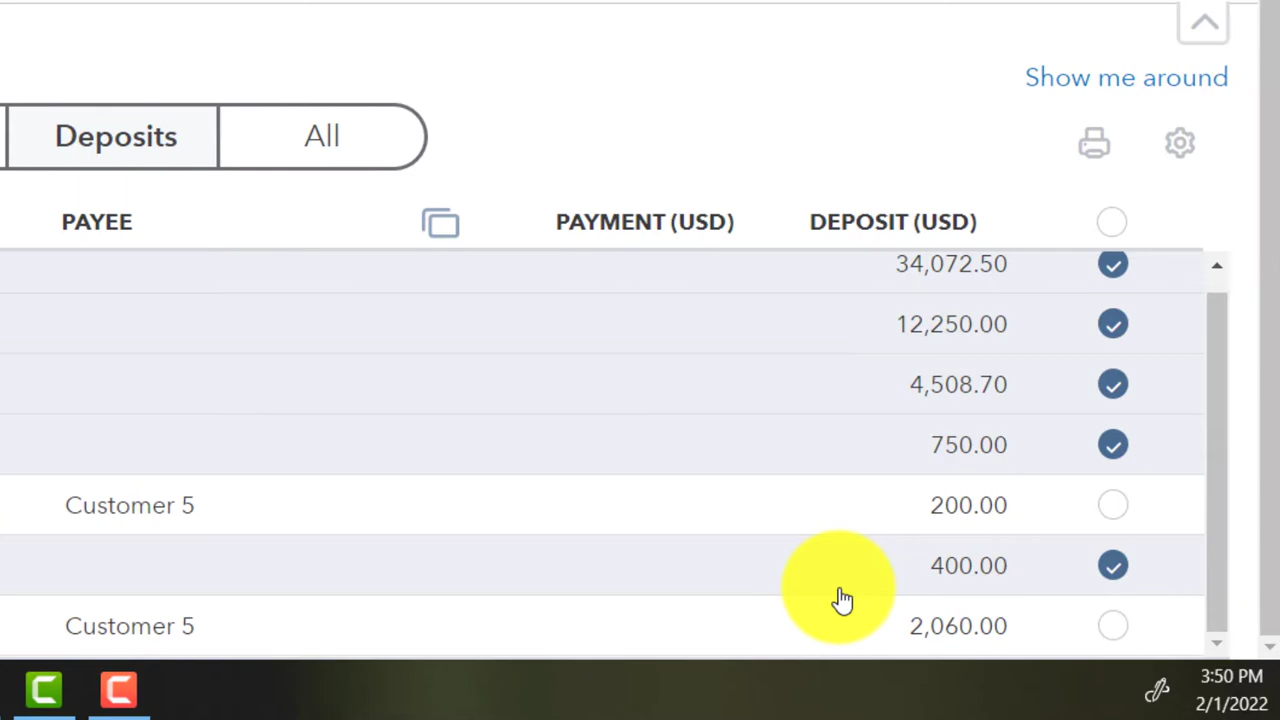 Show me around
Deposits All
PAYEE PAYMENT (USD) DEPOSIT (USD)
34,072.50
12,250.00
4,508.70
750.00
Customer 5 200.00
400.00
Customer 5 2,060.00
3:50 PM
2/1/2022